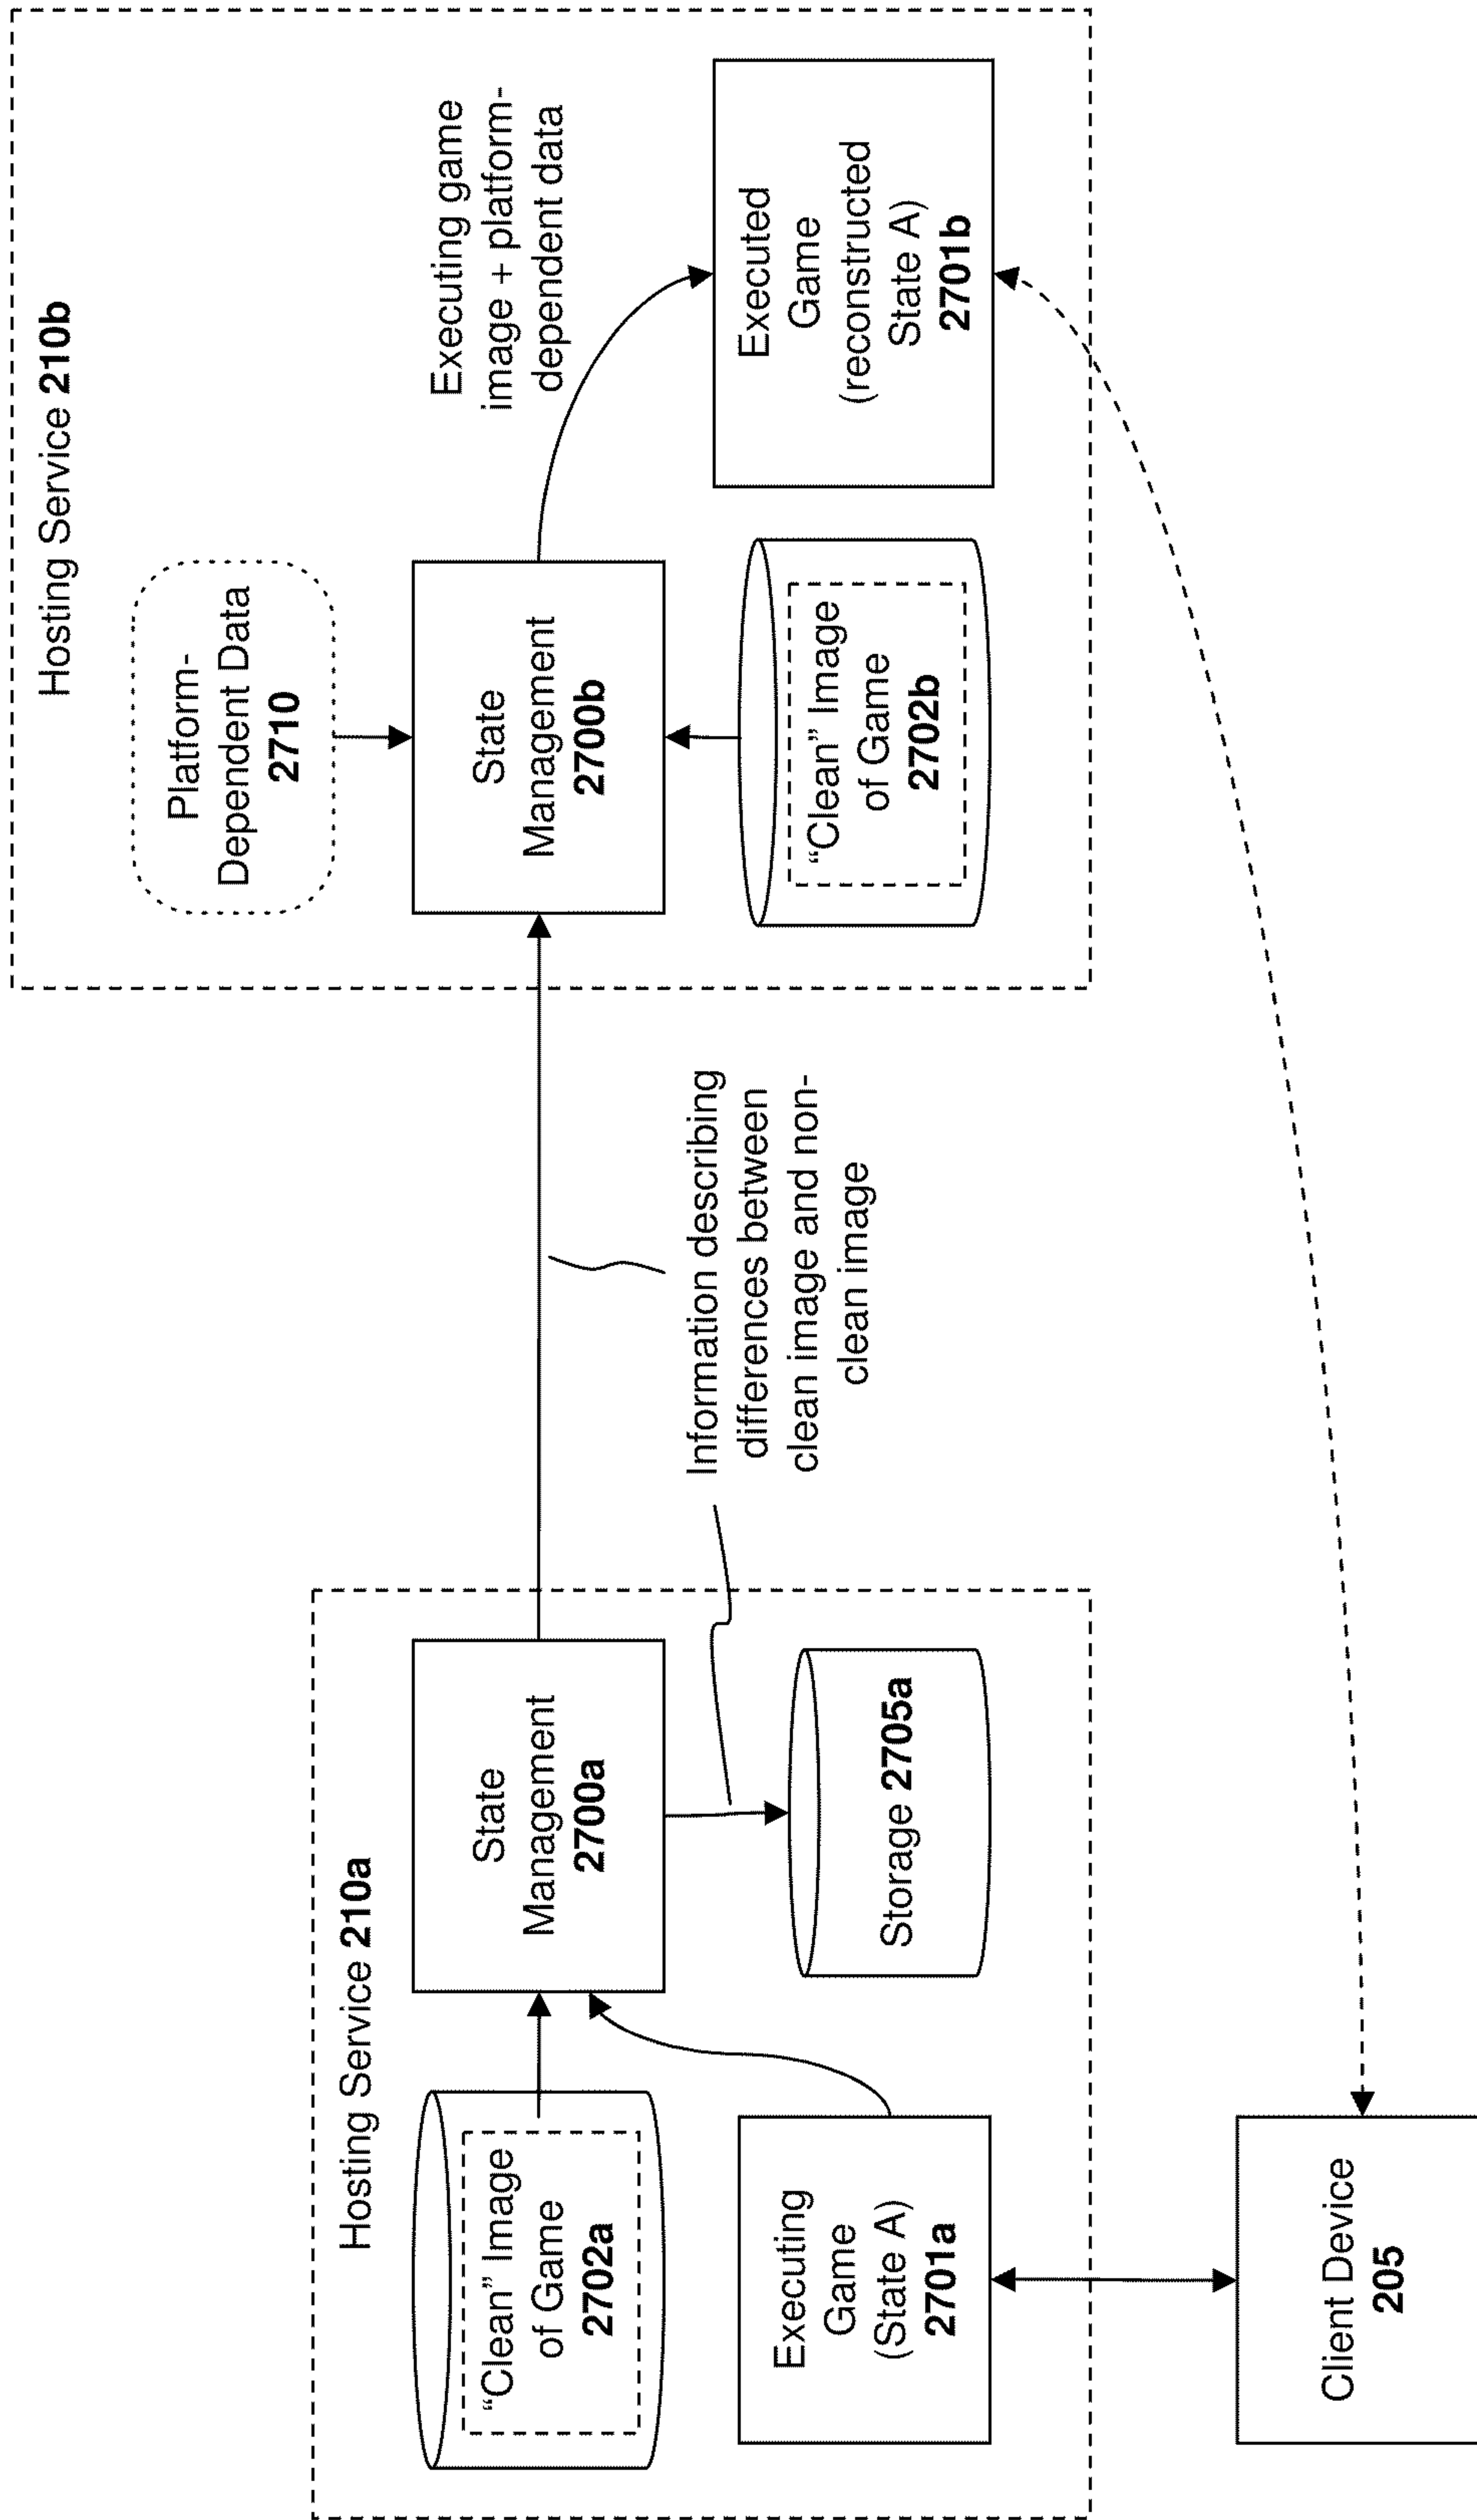 Hosting Service 210a
“Clean” Image
of Game
2702a
State
Management
2700a
Executing
Game
(State A)
2701a
Storage 2705a
Client Device
205
Information describing
differences between
clean image and non-
clean image
Hosting Service 210b
Platform-
Dependent Data
2710
State
Management
2700b
“Clean” Image
of Game
2702b
Executing game
image + platform-
dependent data
Executed
Game
(reconstructed
State A)
2701b